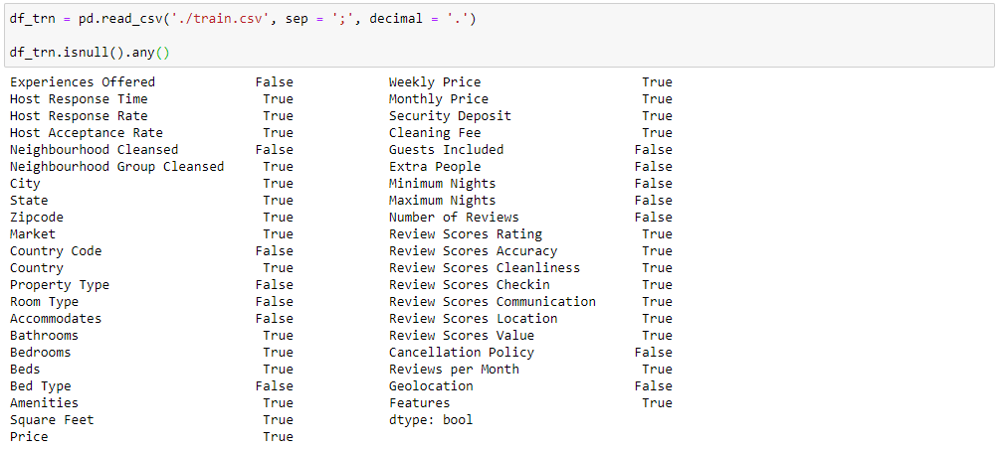 df_trn = pd.read_csv('./train.csv', sep = ';', decimal = '.')
df_trn.isnull().any()
Experiences Offered False
Host Response Time True
Host Response Rate True
Host Acceptance Rate True
Neighbourhood Cleansed False
Neighbourhood Group Cleansed True
City True
State True
Zipcode True
Market True
Country Code False
Country True
Property Type False
Room Type False
Accommodates False
Bathrooms True
Bedrooms True
Beds True
Bed Type False
Amenities True
Square Feet True
Price True
Weekly Price True
Monthly Price True
Security Deposit True
Cleaning Fee True
Guests Included False
Extra People False
Minimum Nights False
Maximum Nights False
Number of Reviews False
Review Scores Rating True
Review Scores Accuracy True
Review Scores Cleanliness True
Review Scores Checkin True
Review Scores Communication True
Review Scores Location True
Review Scores Value True
Cancellation Policy False
Reviews per Month True
Geolocation False
Features True
dtype: bool